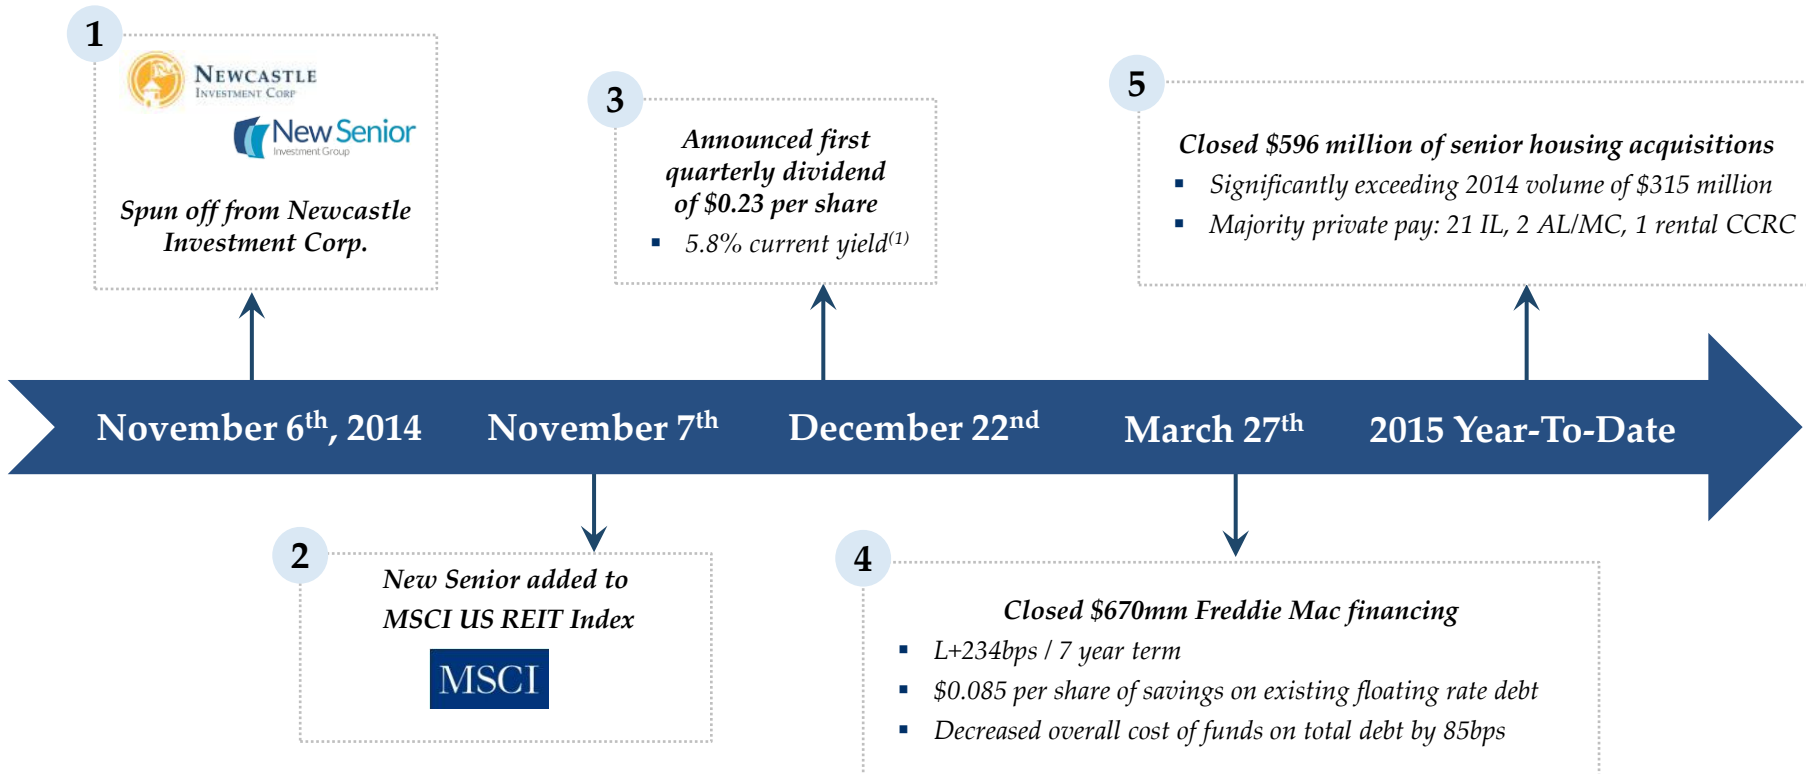 1
NEWCASTLE
INVESTMENT CORP
New Senior
Investment Group
Spun off from Newcastle
Investment Corp.
3
Announced first
quarterly dividend
of $0.23 per share
▪ 5.8% current yield(1)
5
Closed $596 million of senior housing acquisitions
▪ Significantly exceeding 2014 volume of $315 million
▪ Majority private pay: 21 IL, 2 AL/MC, 1 rental CCRC
November 6th, 2014
November 7th
December 22nd
March 27th
2015 Year-To-Date
2
New Senior added to
MSCI US REIT Index
MSCI
4
Closed $670mm Freddie Mac financing
▪ L+234bps / 7 year term
▪ $0.085 per share of savings on existing floating rate debt
▪ Decreased overall cost of funds on total debt by 85bps